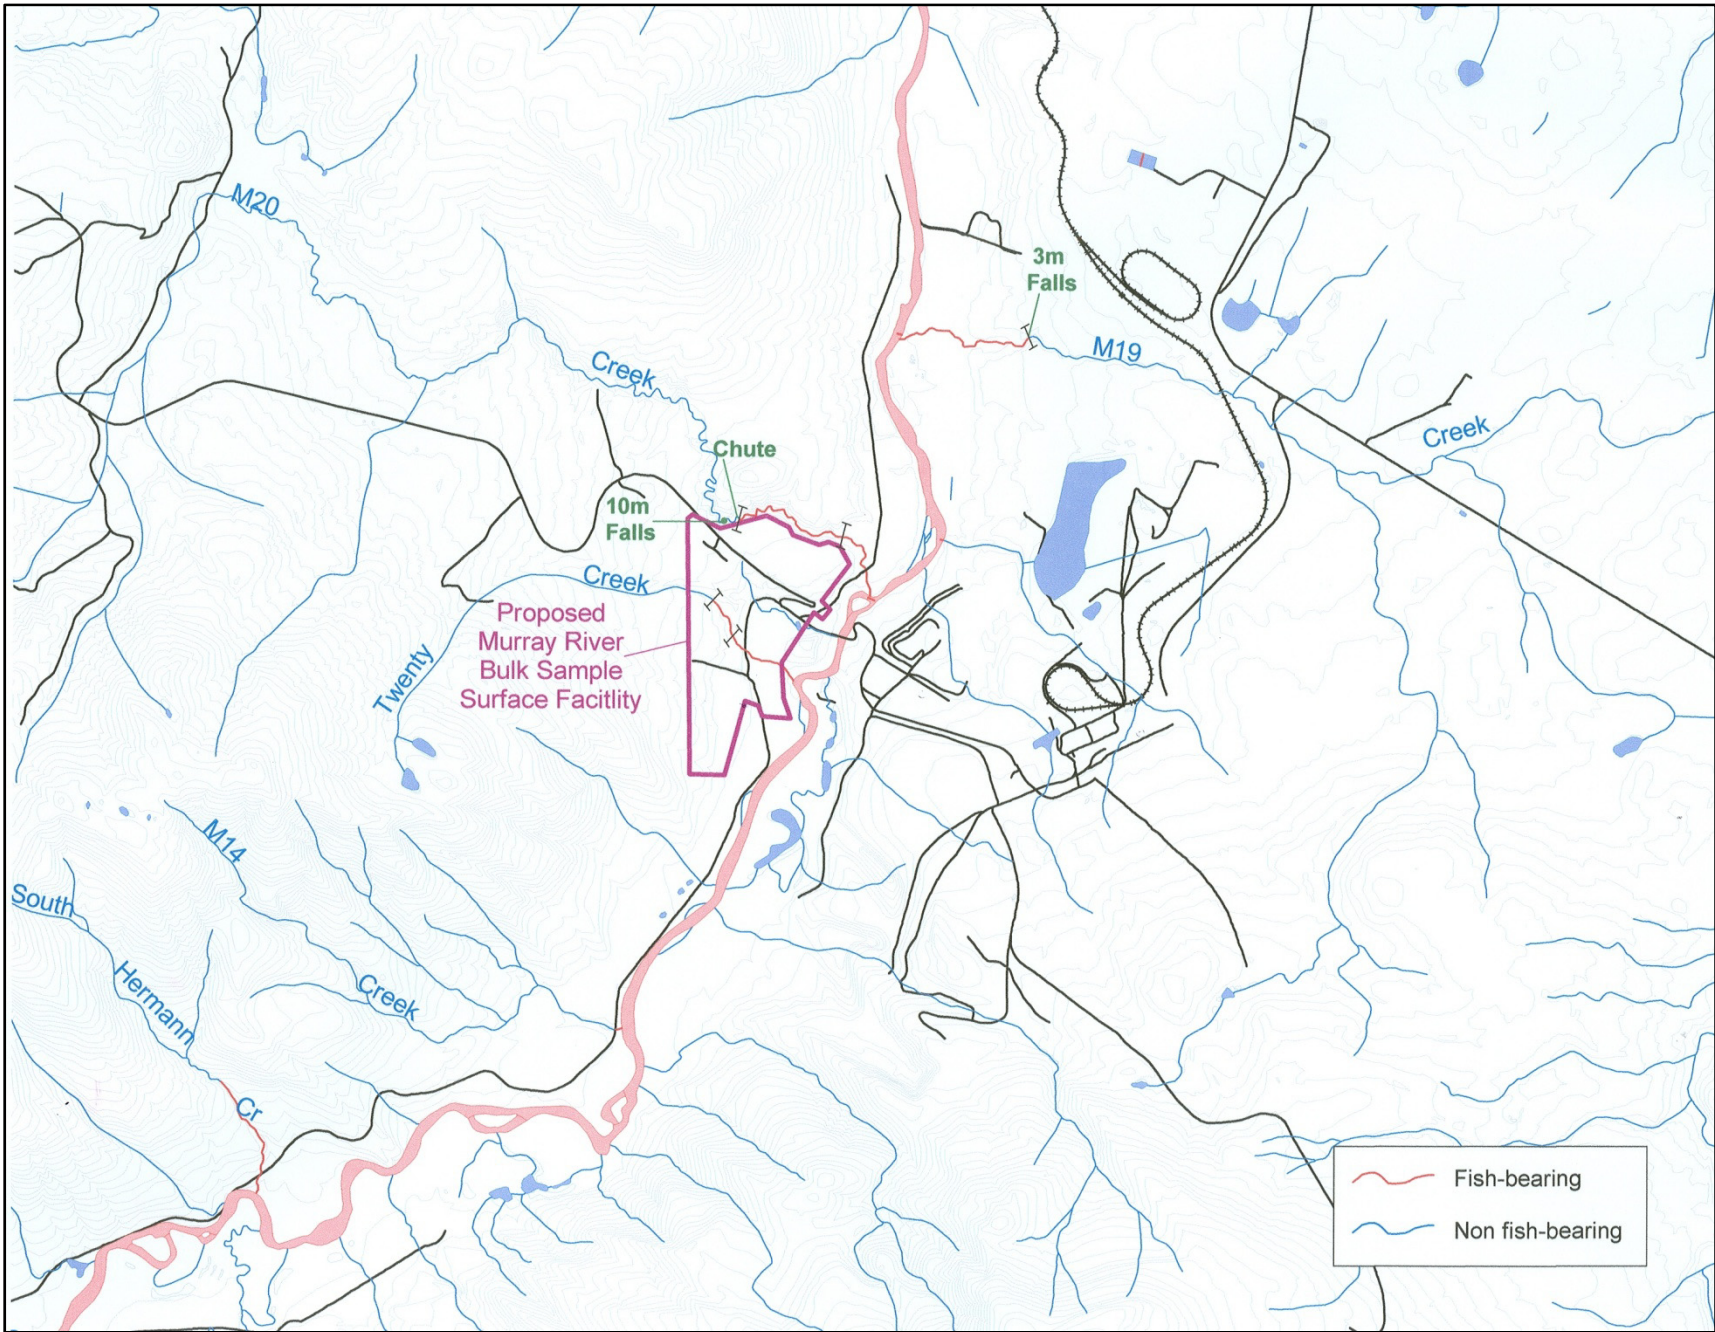 M20
3m
Falls
M19
Creek
Creek
Chute
10m
Falls
Creek
Proposed
Murray River
Bulk Sample
Surface Facitlity
Twenty
M14
South
Hermann
Creek
Cr
Fish-bearing
Non fish-bearing